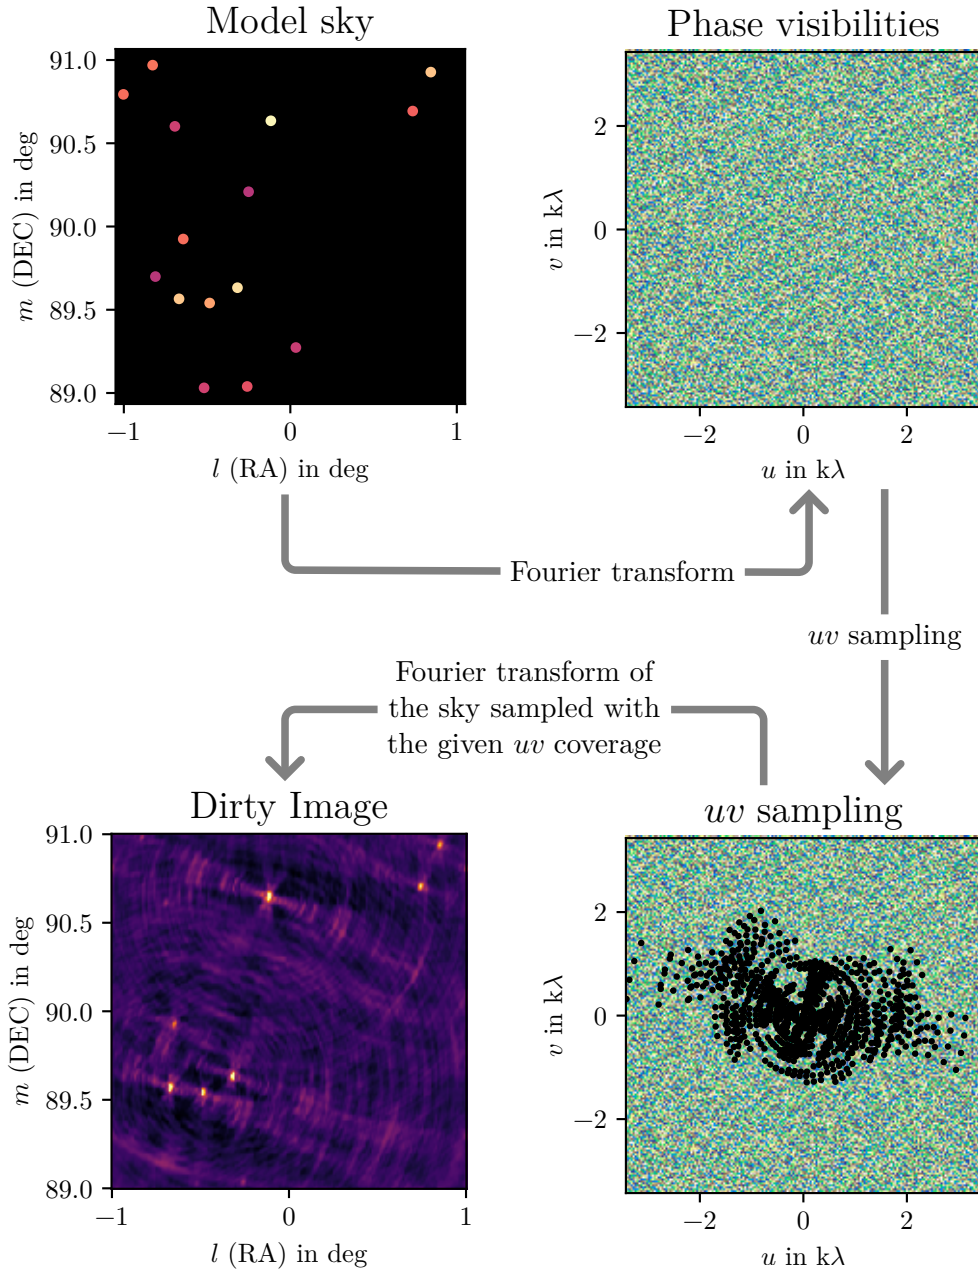 Model sky
Phase visibilities
91.0
90.5
90.0
89.5
89.0
m (DEC) in deg
−1
0
1
l (RA) in deg
2
0
−2
v in kλ
−2
0
2
u in kλ
Fourier transform
uv sampling
Fourier transform of
the sky sampled with
the given uv coverage
Dirty Image
uv sampling
91.0
90.5
90.0
89.5
89.0
m (DEC) in deg
−1
0
1
l (RA) in deg
2
0
−2
v in kλ
−2
0
2
u in kλ